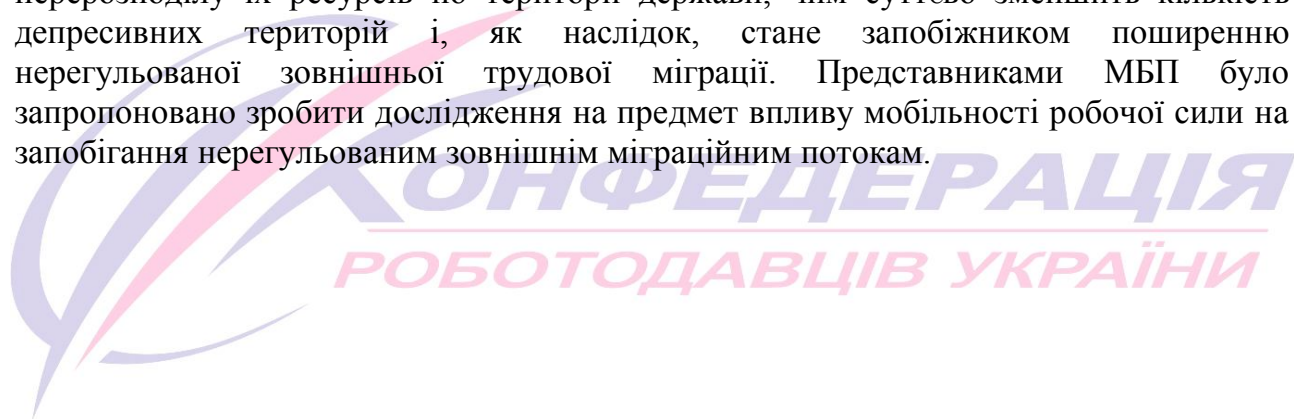 перерозподілу їх ресурсів по території держави, чим суттєво зменшить кількість
депресивних територій і, як наслідок, стане запобіжником поширенню
нерегульованої зовнішньої трудової міграції. Представниками МБП було
запропоновано зробити дослідження на предмет впливу мобільності робочої сили на
запобігання нерегульованим зовнішнім міграційним потокам.
КОНФЕДЕРАЦІЯ
РОБОТОДАВЦІВ УКРАЇНИ